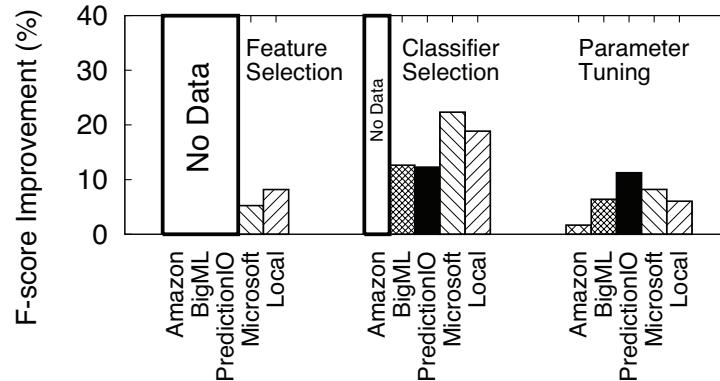 F-score Improvement (%)
40
30
20
10
0
No Data
Feature
Selection
No Data
Classifier
Selection
Parameter
Tuning
Amazon
BigML
PredictionIO
Microsoft
Local
Amazon
BigML
PredictionIO
Microsoft
Local
Amazon
BigML
PredictionIO
Microsoft
Local